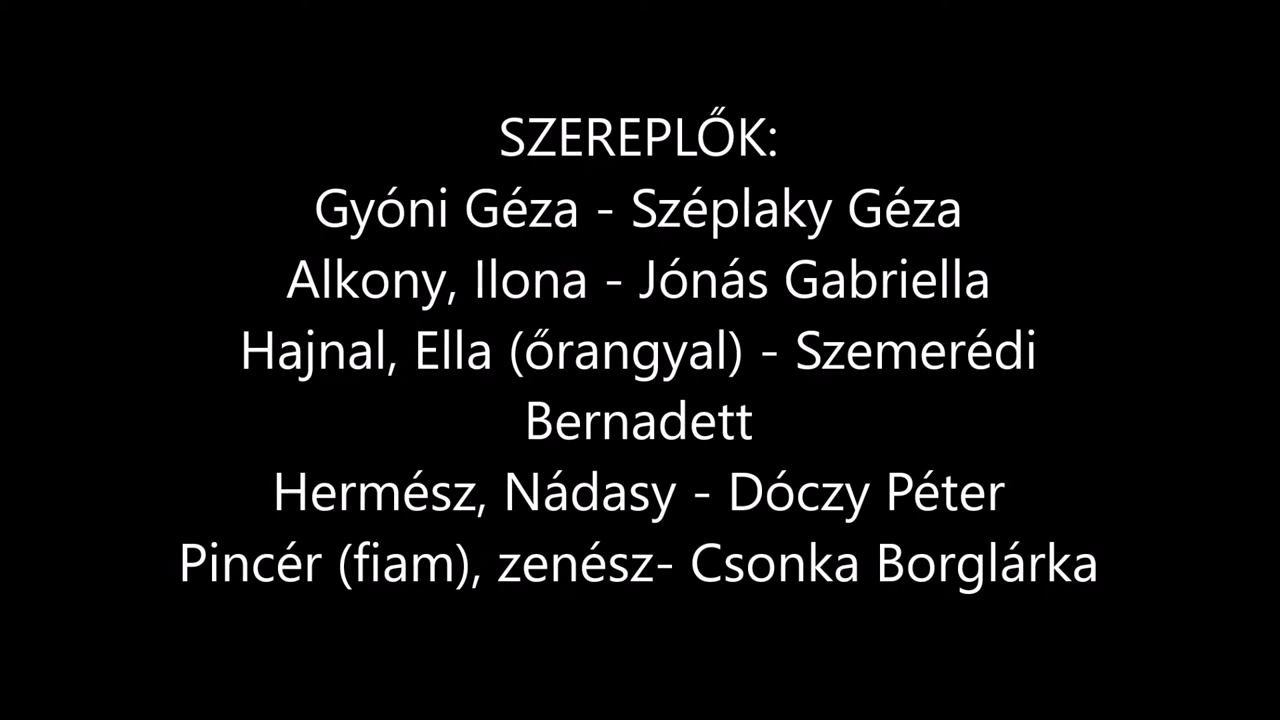 SZEREPLŐK:
Gyóni Géza - Széplaky Géza
Alkony, Ilona - Jónás Gabriella
Hajnal, Ella (őrangyal) - Szemerédi
Bernadett
Hermész, Nádasy - Dóczy Péter
Pincér (fiam), zenész- Csonka Borglárka